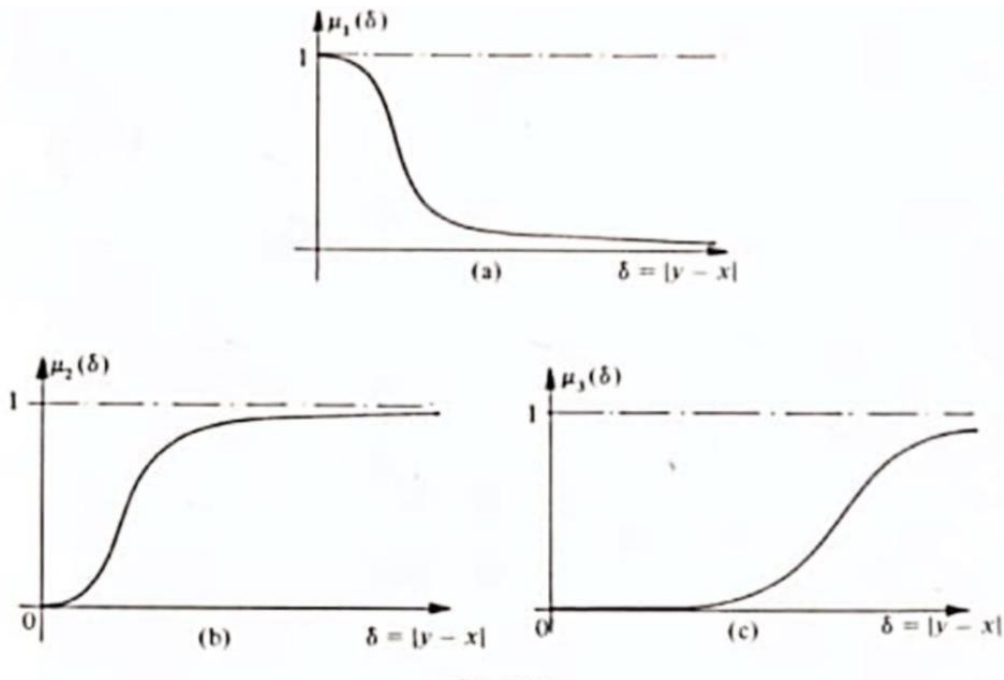 μ₁(δ)
1
(a) δ = |y − x|
μ₂(δ)
1
0
(b) δ = |y − x|
μ₃(δ)
1
0
(c) δ = |y − x|